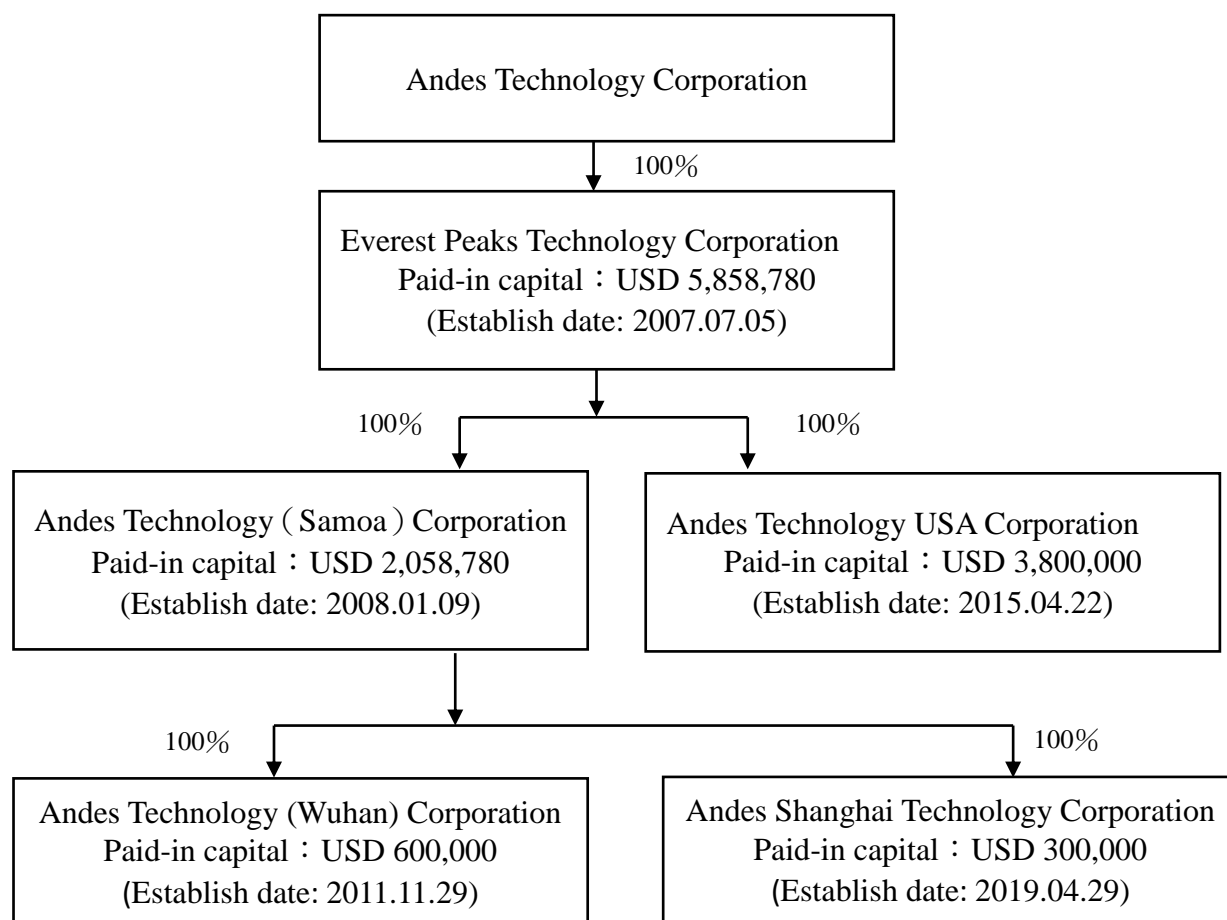 Andes Technology Corporation
100%
Everest Peaks Technology Corporation
Paid-in capital：USD 5,858,780
(Establish date: 2007.07.05)
100%
100%
Andes Technology（Samoa）Corporation
Paid-in capital：USD 2,058,780
(Establish date: 2008.01.09)
Andes Technology USA Corporation
Paid-in capital：USD 3,800,000
(Establish date: 2015.04.22)
100%
100%
Andes Technology (Wuhan) Corporation
Paid-in capital：USD 600,000
(Establish date: 2011.11.29)
Andes Shanghai Technology Corporation
Paid-in capital：USD 300,000
(Establish date: 2019.04.29)